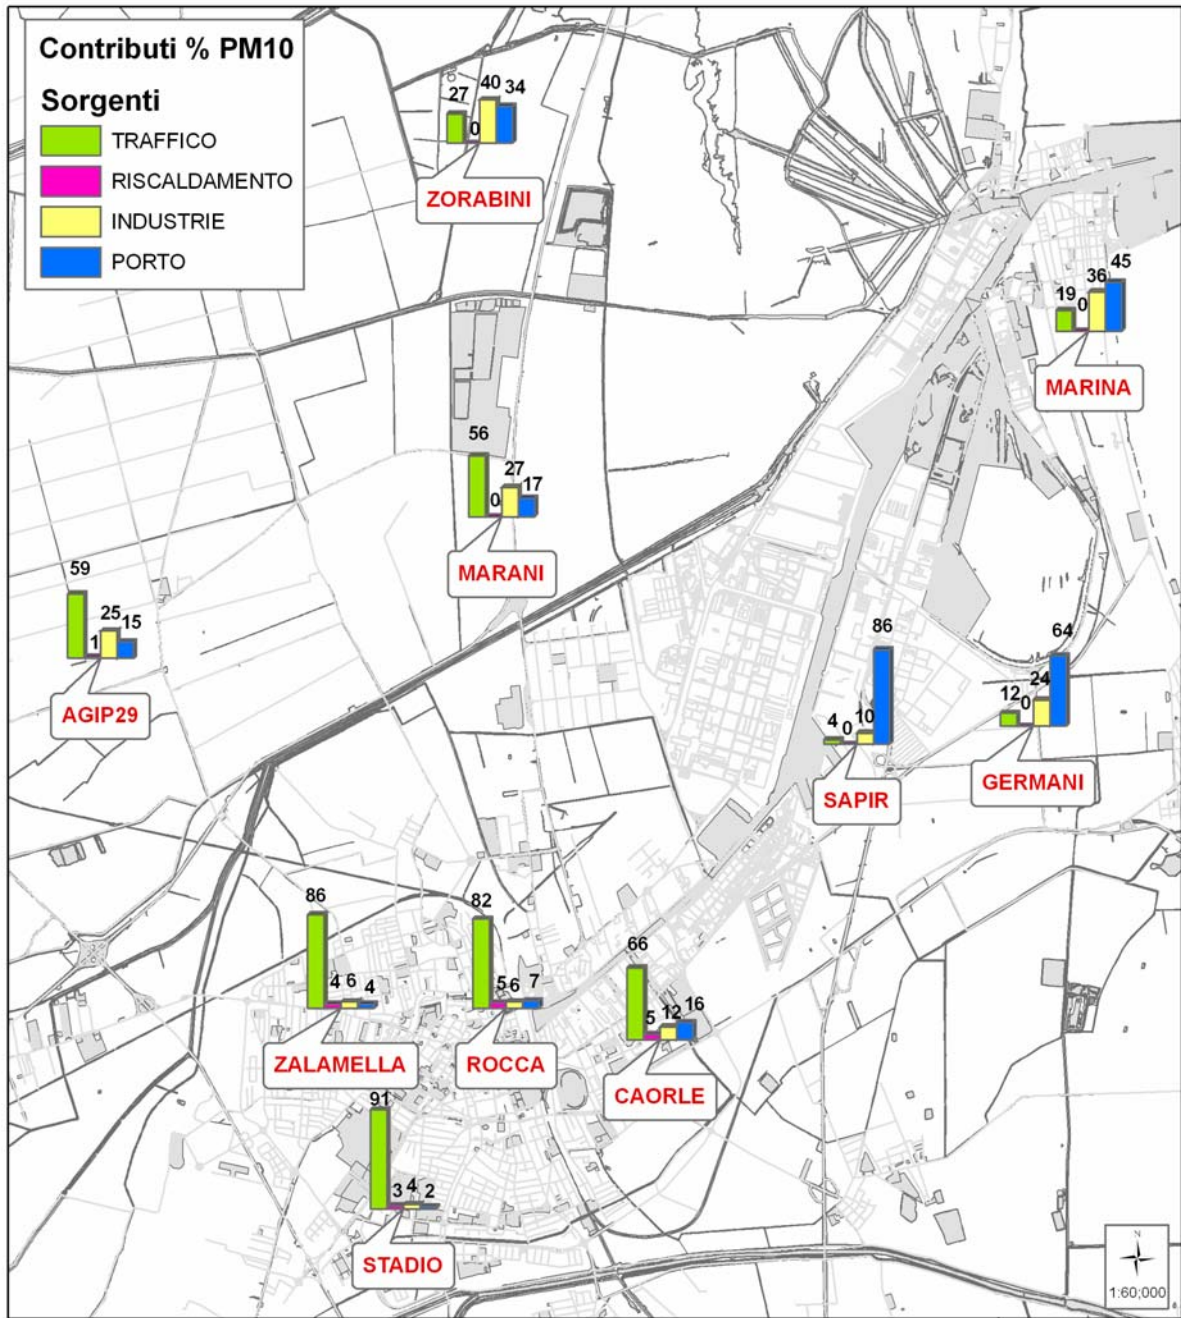 Contributi % PM10
Sorgenti
TRAFFICO
RISCALDAMENTO
INDUSTRIE
PORTO
27 0 40 34
ZORABINI
19 0 36 45
MARINA
56 0 27 17
MARANI
59 1 25 15
AGIP29
4 0 10 86
SAPIR
12 0 24 64
GERMANI
86 4 6 4
ZALAMELLA
82 5 6 7
ROCCA
66 5 12 16
CAORLE
91 3 4 2
STADIO
N
1:60;000